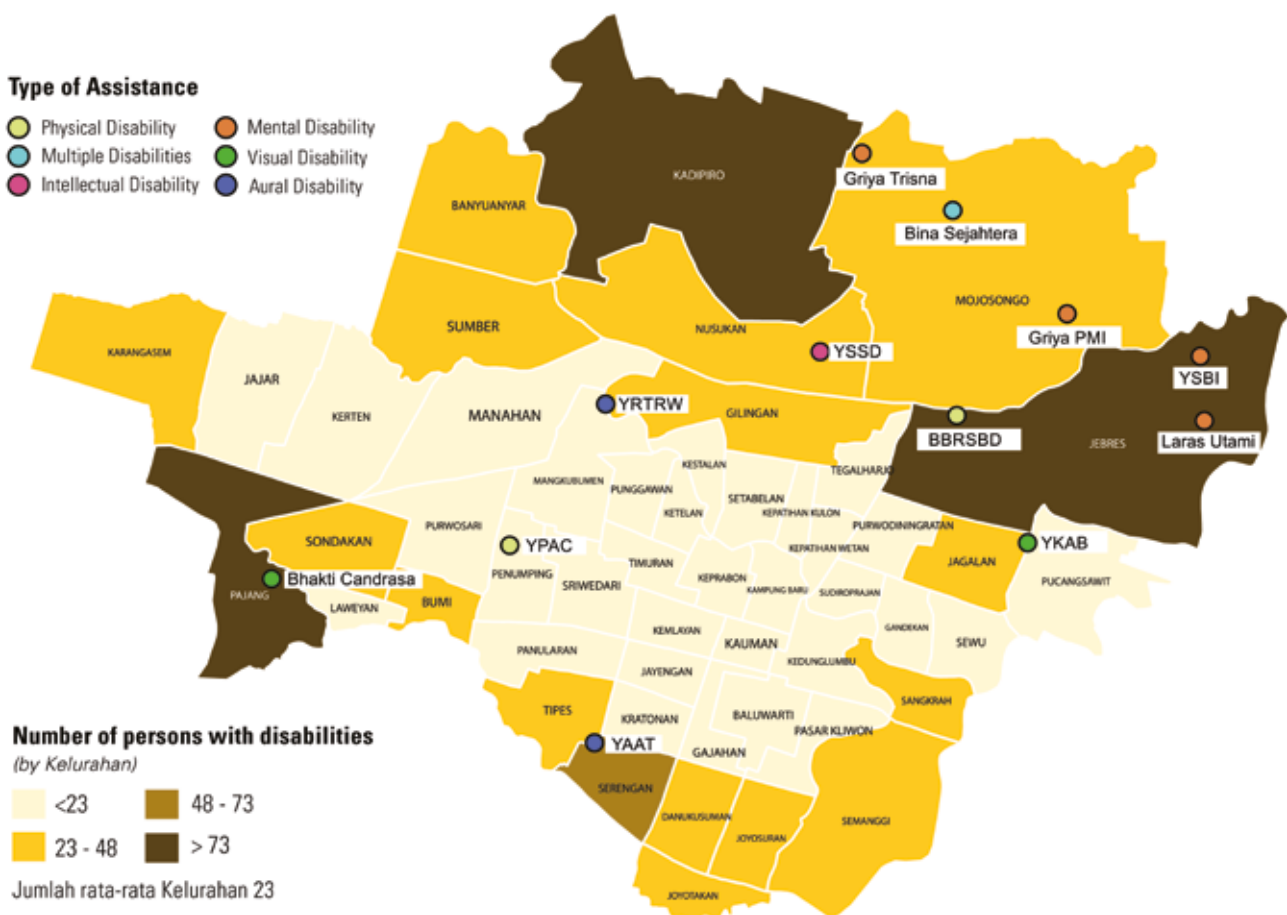 Type of Assistance
Physical Disability
Mental Disability
Multiple Disabilities
Visual Disability
Intellectual Disability
Aural Disability
KADIPIRO
Griya Trisna
BANYUANYAR
Bina Sejahtera
MOJOSONGO
SUMBER
NUSUKAN
Griya PMI
KARANGASEM
YSSD
YSBI
JAJAR
KERTEN
MANAHAN
YRTRW
GILINGAN
BBRSBD
JEBRES
Laras Utami
KESTALAN
TEGALHARJO
MANGKUBUMEN
PUNGGAWAN
SETABELAN
KETELAN
KEPATIHAN KULON
PURWOSARI
PURWODININGRATAN
SONDAKAN
YPAC
KEPATIHAN WETAN
YKAB
JAGALAN
TIMURAN
PENUMPING
Bhakti Candrasa
KEPRABON
PUCANGSAWIT
SRIWEDARI
KAMPUNG BARU
SUDIROPRAJAN
PAJANG
BUMI
LAWEYAN
GANDEKAN
KEMLAYAN
KAUMAN
SEWU
PANULARAN
KEDUNGLUMBU
JAYENGAN
SANGKRAH
TIPES
KRATONAN
BALUWARTI
PASAR KLIWON
YAAT
GAJAHAN
SERENGAN
DANUKUSUMAN
SEMANGGI
JOYOSURAN
JOYOTAKAN
Number of persons with disabilities
(by Kelurahan)
<23
48 - 73
23 - 48
> 73
Jumlah rata-rata Kelurahan 23